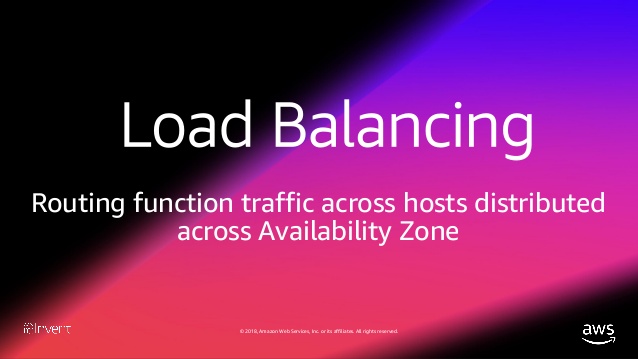 Load Balancing
Routing function traffic across hosts distributed
across Availability Zone
re:Invent
© 2018, Amazon Web Services, Inc. or its affiliates. All rights reserved.
aws